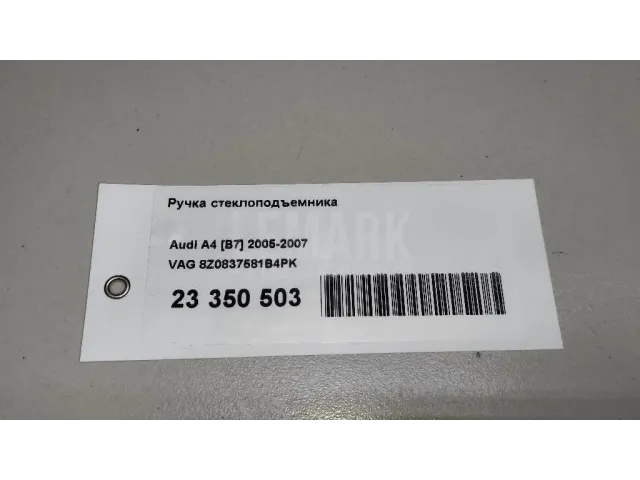 Ручка стеклоподъемника
Audi A4 [B7] 2005-2007
VAG 8Z0837581B4PK
23 350 503